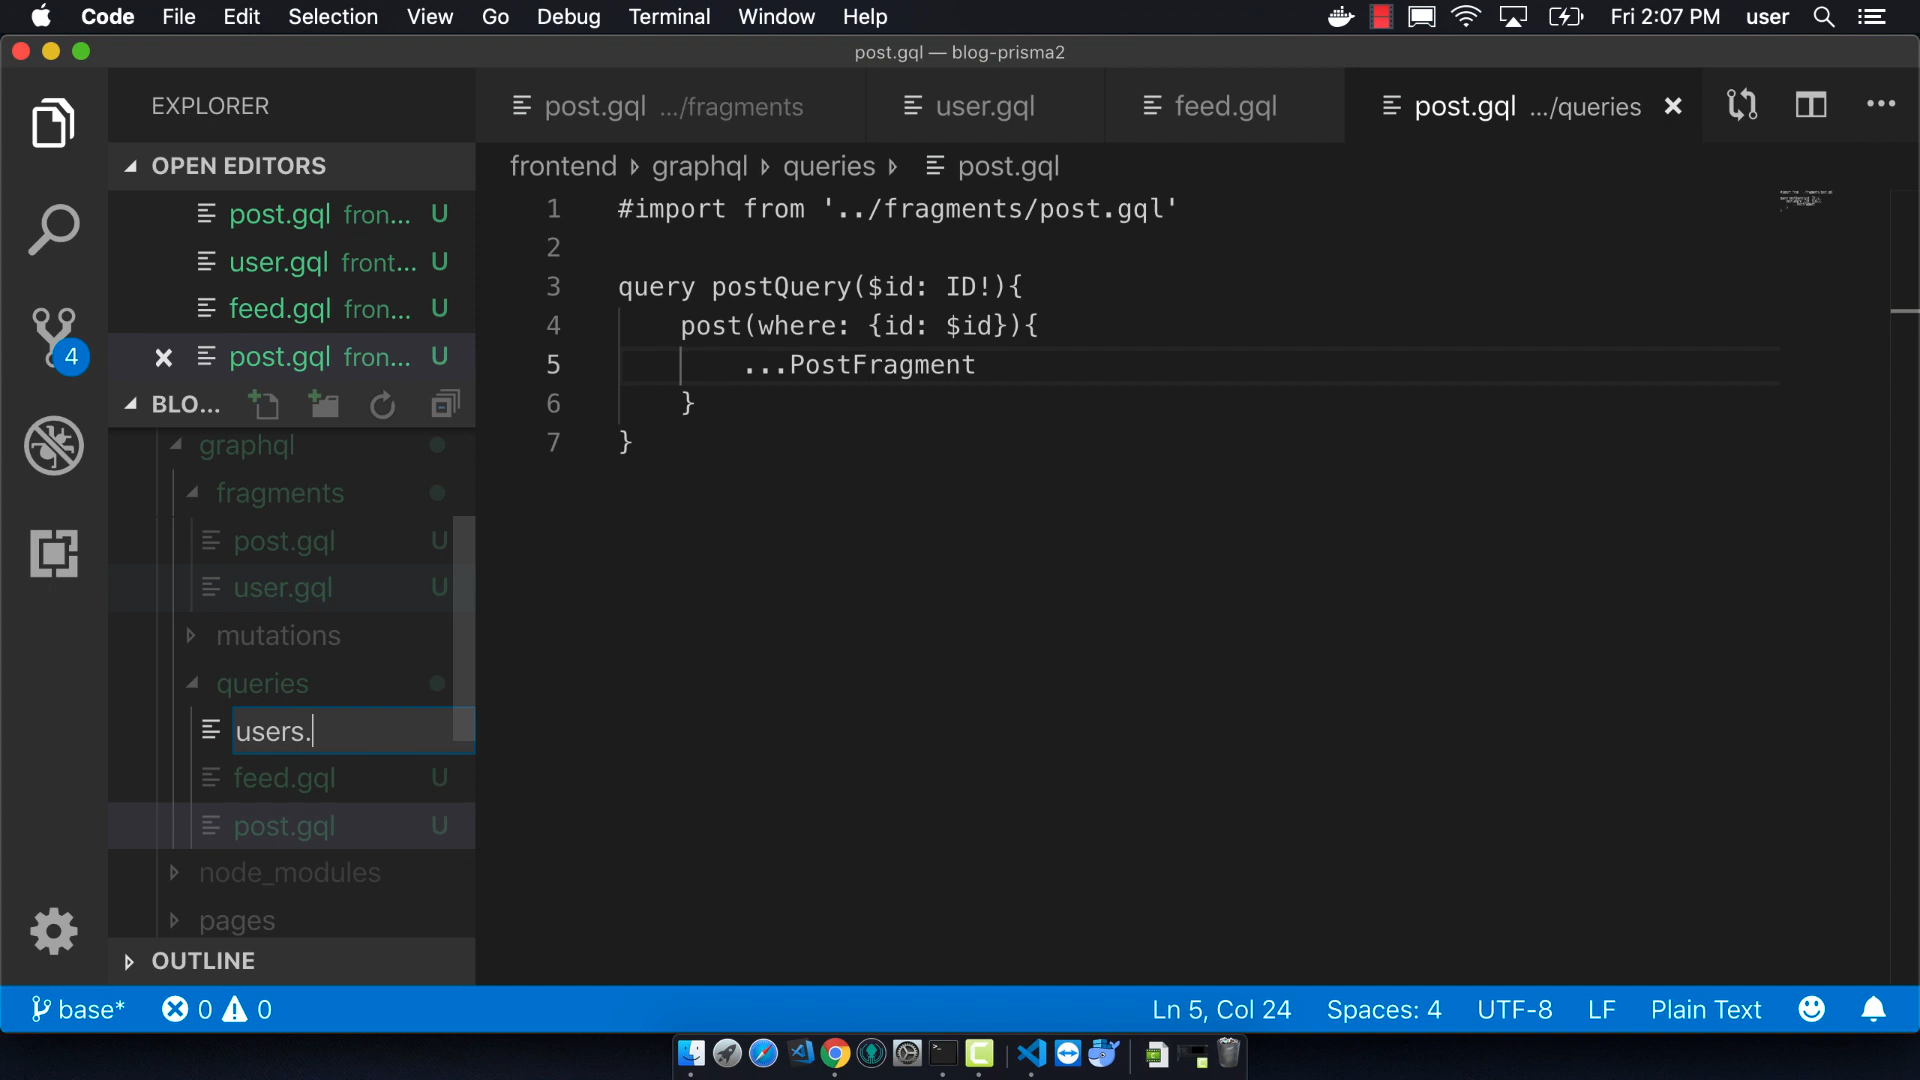 Code File Edit Selection View Go Debug Terminal Window Help Fri 2:07 PM user
post.gql — blog-prisma2
EXPLORER
post.gql .../fragments user.gql feed.gql post.gql .../queries
OPEN EDITORS
frontend graphql queries post.gql
post.gql fron... U
user.gql front... U
feed.gql fron... U
post.gql fron... U
BLO...
graphql
fragments
post.gql U
user.gql U
mutations
queries
users.
feed.gql U
post.gql U
node_modules
pages
OUTLINE
4
1 #import from '../fragments/post.gql'
2
3 query postQuery($id: ID!){
4 post(where: {id: $id}){
5 ...PostFragment
6 }
7 }
base* 0 0 Ln 5, Col 24 Spaces: 4 UTF-8 LF Plain Text